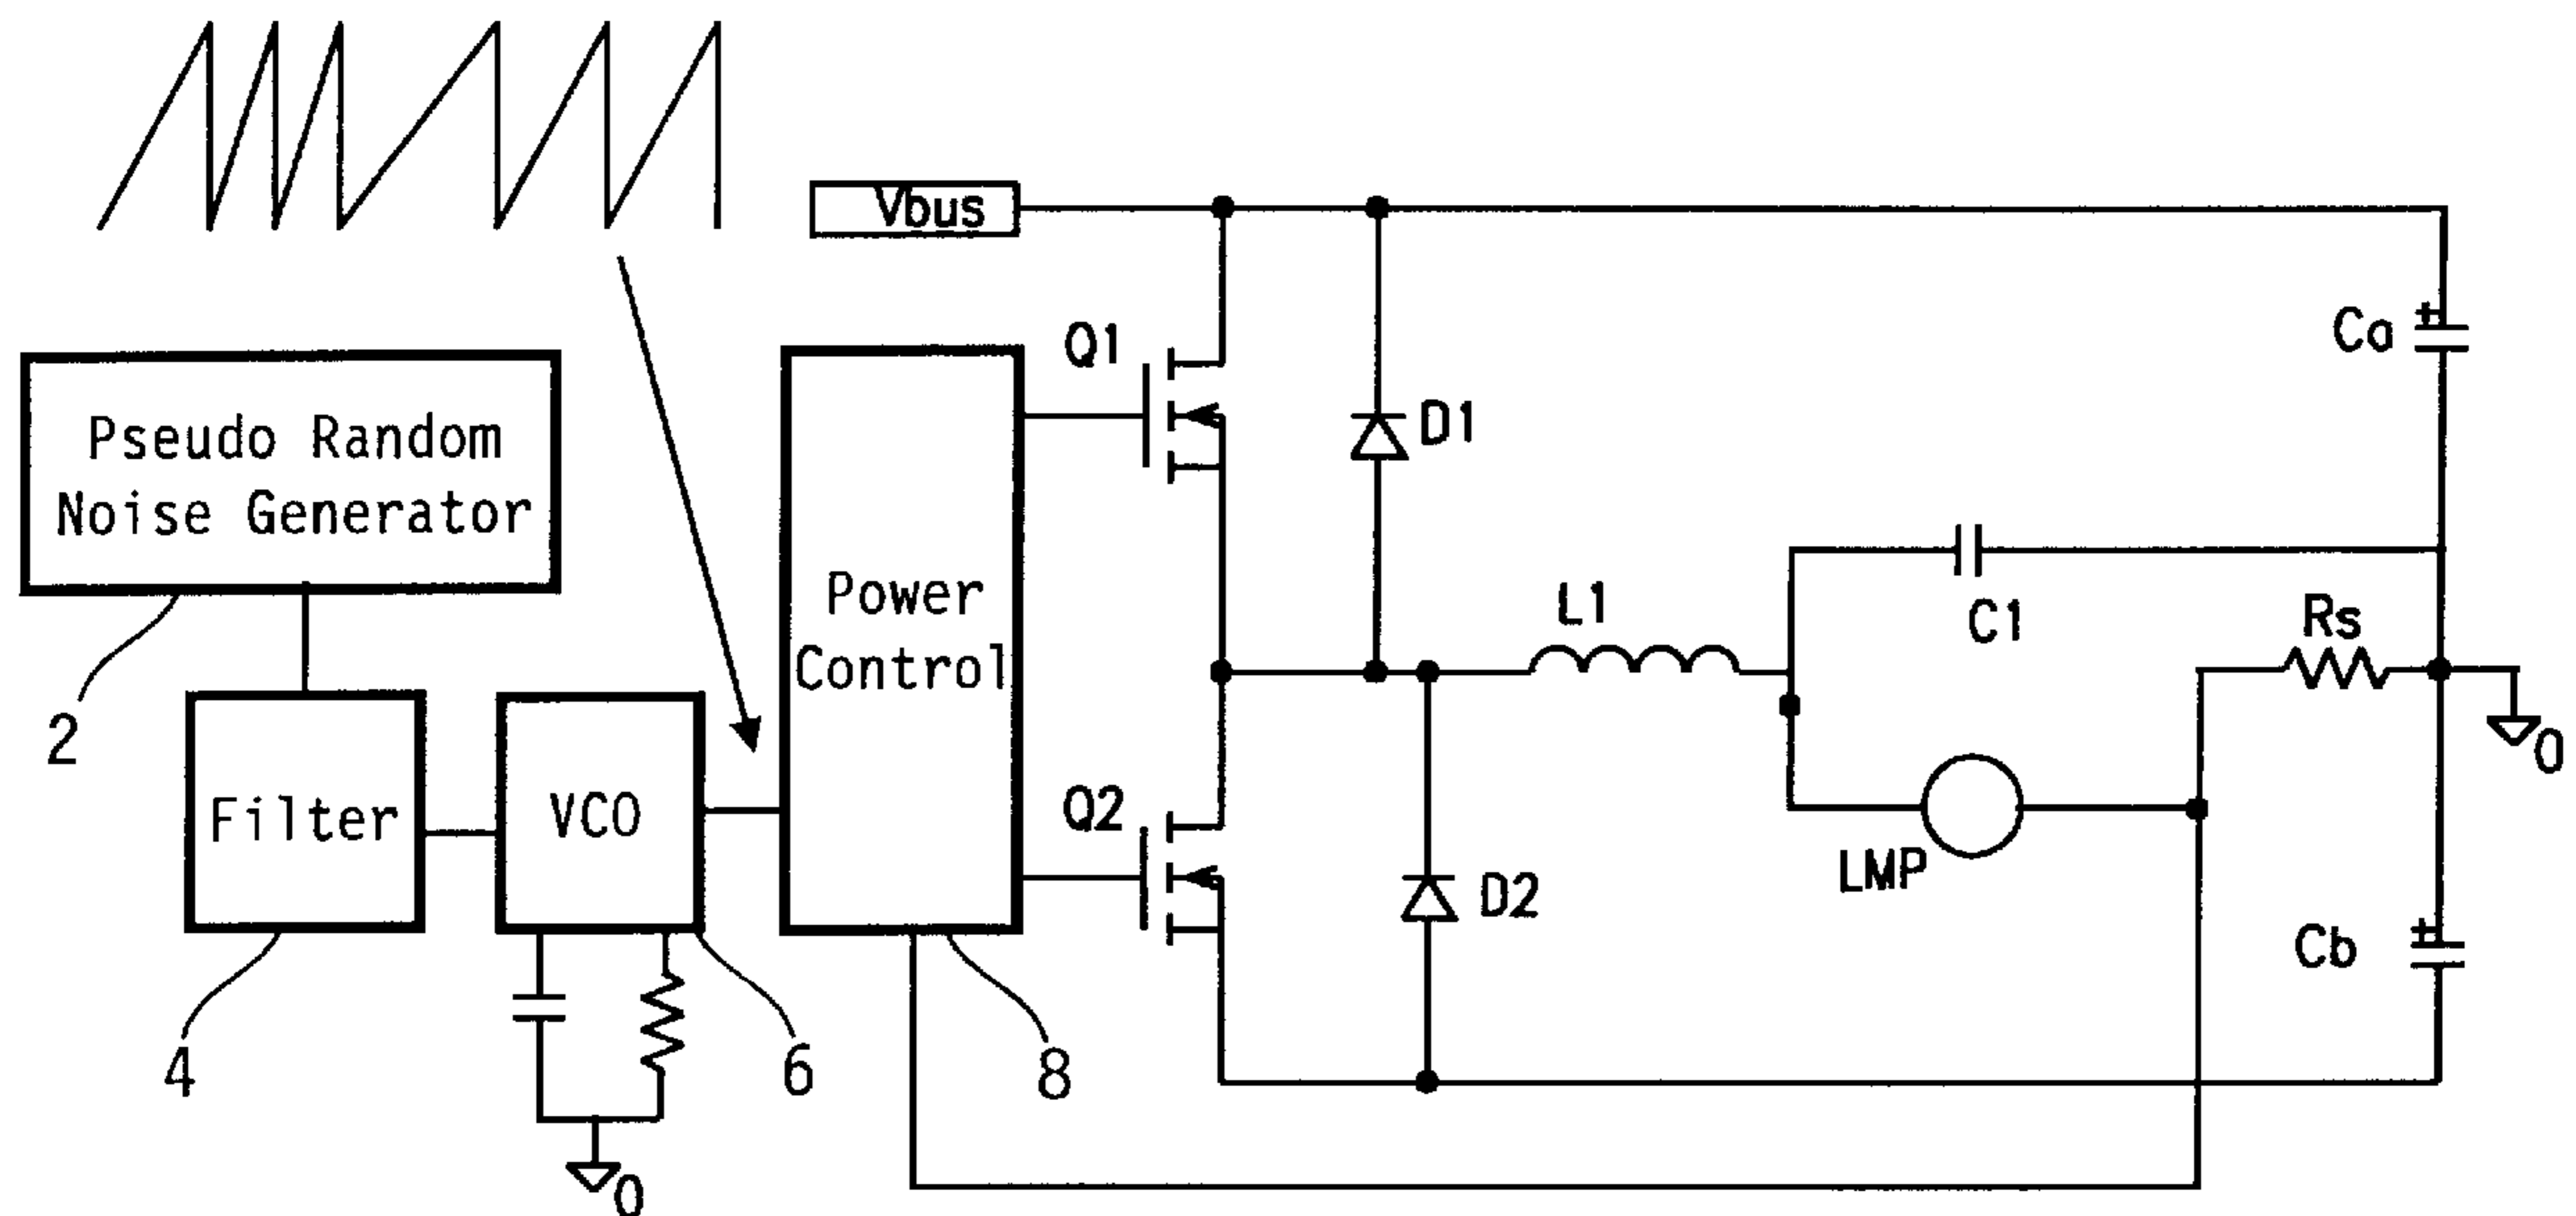 Vbus
Q1
Ca
D1
Pseudo Random
Noise Generator
Power
Control
L1
C1
Rs
2
0
Filter
VCO
Q2
LMP
D2
Cb
4
6
8
0